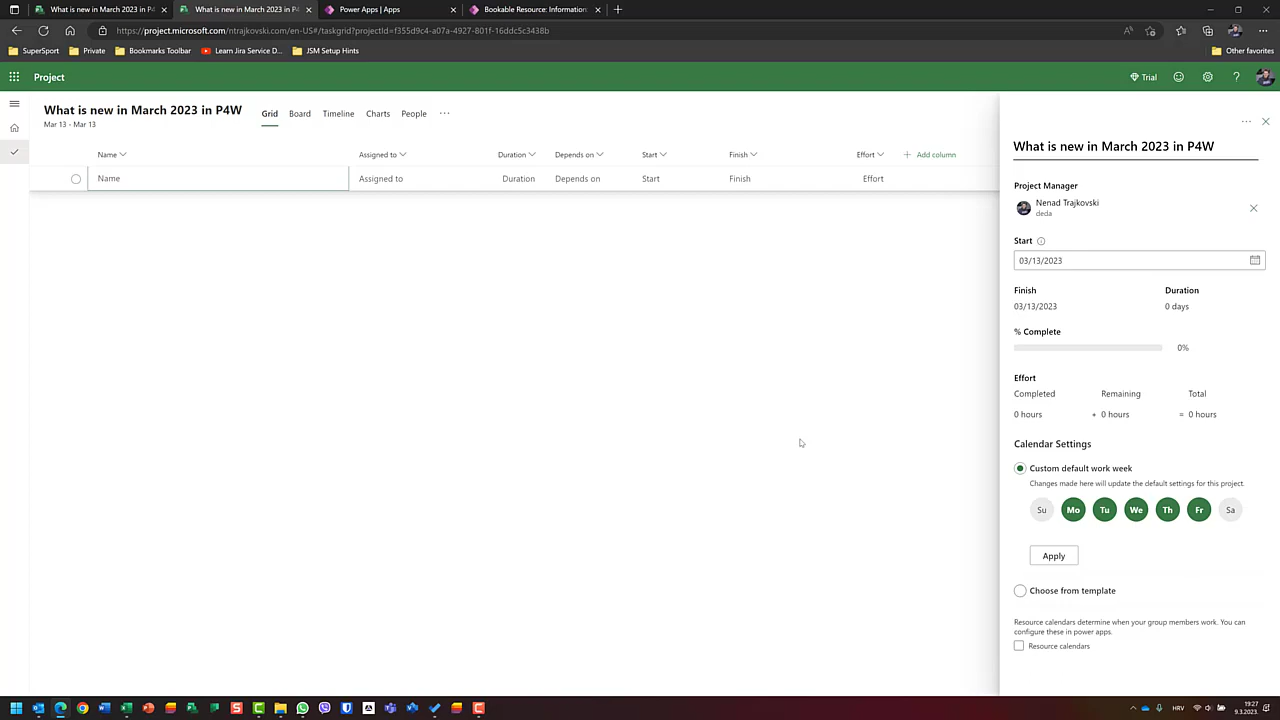 What is new in March 2023 in P4W
What is new in March 2023 in P4W
Power Apps | Apps
Bookable Resource: Information
https://project.microsoft.com/ntrajkovski.com/en-US#/taskgrid?projectId=f355d9c4-a07a-4927-801f-16ddc5c3438b
SuperSport
Private
Bookmarks Toolbar
Learn Jira Service D...
JSM Setup Hints
Other favorites
Project
Trial
What is new in March 2023 in P4W
Mar 13 - Mar 13
Grid
Board
Timeline
Charts
People
Name
Assigned to
Duration
Depends on
Start
Finish
Effort
Add column
Name
Assigned to
Duration
Depends on
Start
Finish
Effort
What is new in March 2023 in P4W
Project Manager
Nenad Trajkovski
deda
Start
03/13/2023
Finish
Duration
03/13/2023
0 days
% Complete
0%
Effort
Completed
Remaining
Total
0 hours
+ 0 hours
= 0 hours
Calendar Settings
Custom default work week
Changes made here will update the default settings for this project.
Su
Mo
Tu
We
Th
Fr
Sa
Apply
Choose from template
Resource calendars determine when your group members work. You can
configure these in power apps.
Resource calendars
HRV
19:27
9.3.2023.